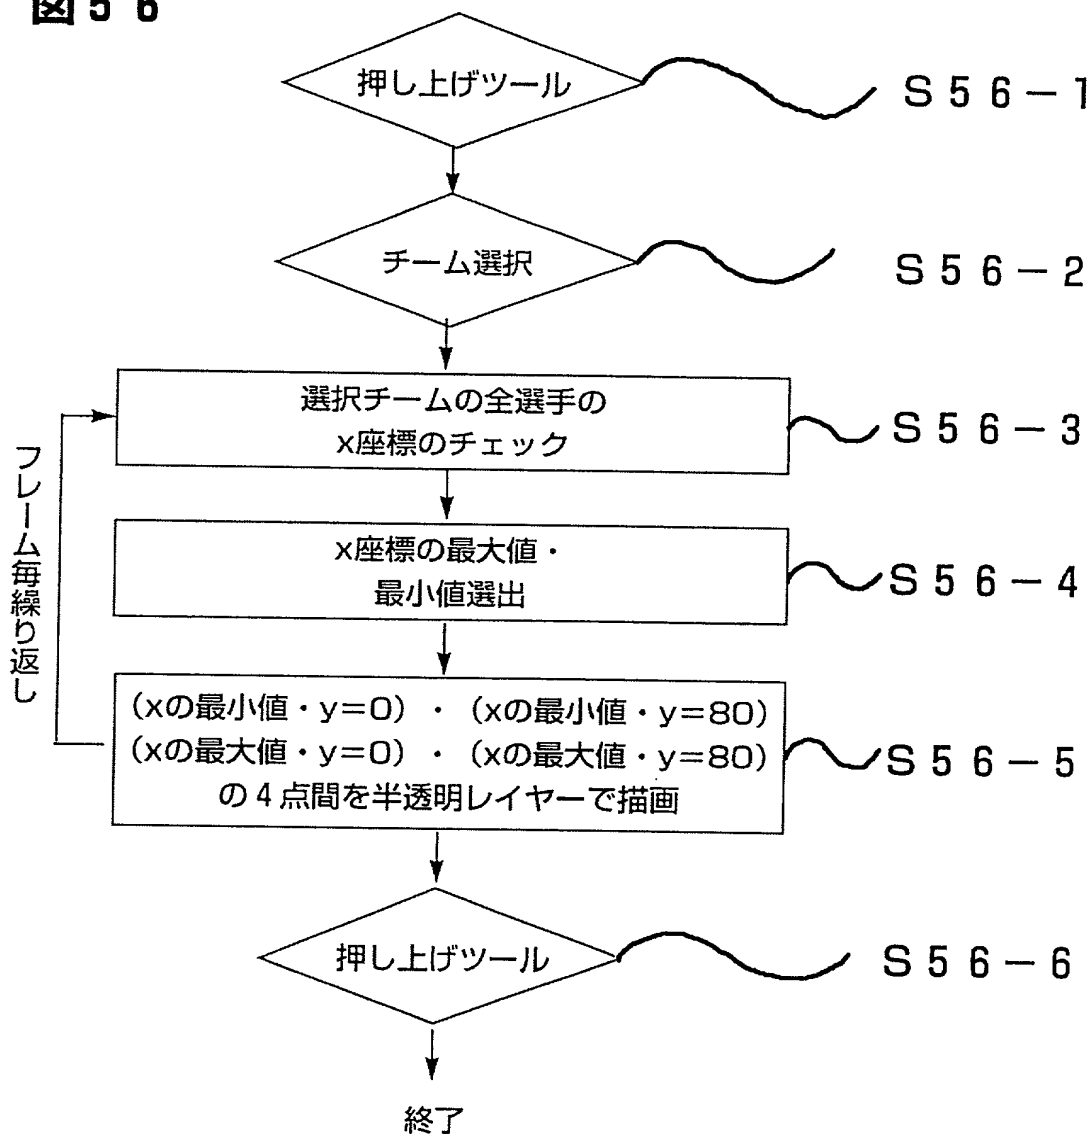 図56
押し上げツール
S56-1
チーム選択
S56-2
選択チームの全選手の
x座標のチェック
S56-3
フレーム毎繰り返し
x座標の最大値・
最小値選出
S56-4
(xの最小値・y=0)・(xの最小値・y=80)
(xの最大値・y=0)・(xの最大値・y=80)
の4点間を半透明レイヤーで描画
S56-5
押し上げツール
S56-6
終了